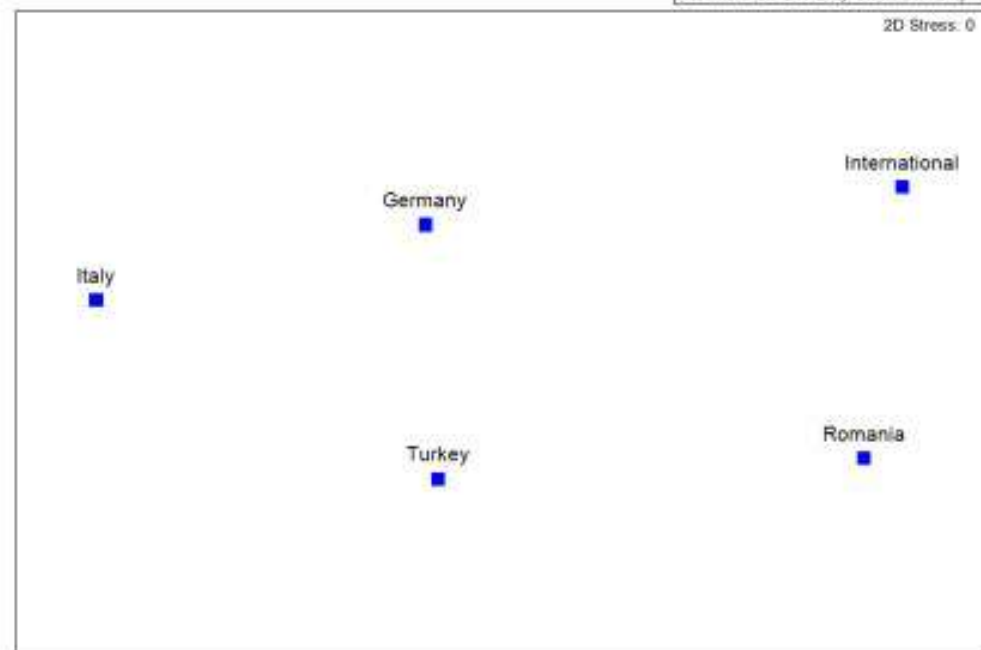 2D Stress: 0
International
Germany
Italy
Romania
Turkey